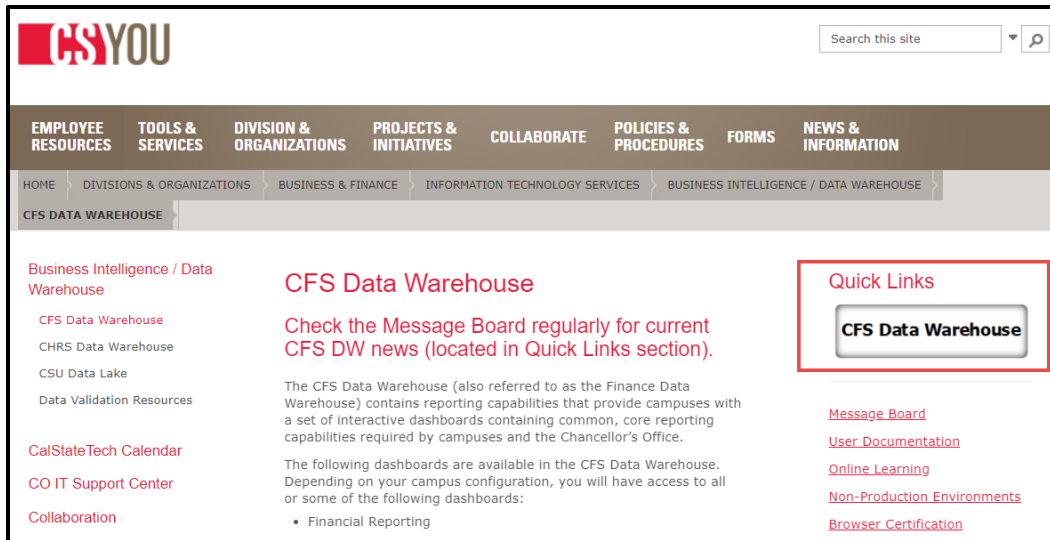 CSYOU
Search this site
EMPLOYEE RESOURCES
TOOLS & SERVICES
DIVISION & ORGANIZATIONS
PROJECTS & INITIATIVES
COLLABORATE
POLICIES & PROCEDURES
FORMS
NEWS & INFORMATION
HOME
DIVISIONS & ORGANIZATIONS
BUSINESS & FINANCE
INFORMATION TECHNOLOGY SERVICES
BUSINESS INTELLIGENCE / DATA WAREHOUSE
CFS DATA WAREHOUSE
Business Intelligence / Data
Warehouse
CFS Data Warehouse
CHRS Data Warehouse
CSU Data Lake
Data Validation Resources
CalStateTech Calendar
CO IT Support Center
Collaboration
CFS Data Warehouse
Check the Message Board regularly for current
CFS DW news (located in Quick Links section).
The CFS Data Warehouse (also referred to as the Finance Data
Warehouse) contains reporting capabilities that provide campuses with
a set of interactive dashboards containing common, core reporting
capabilities required by campuses and the Chancellor's Office.
The following dashboards are available in the CFS Data Warehouse.
Depending on your campus configuration, you will have access to all
or some of the following dashboards:
• Financial Reporting
Quick Links
CFS Data Warehouse
Message Board
User Documentation
Online Learning
Non-Production Environments
Browser Certification